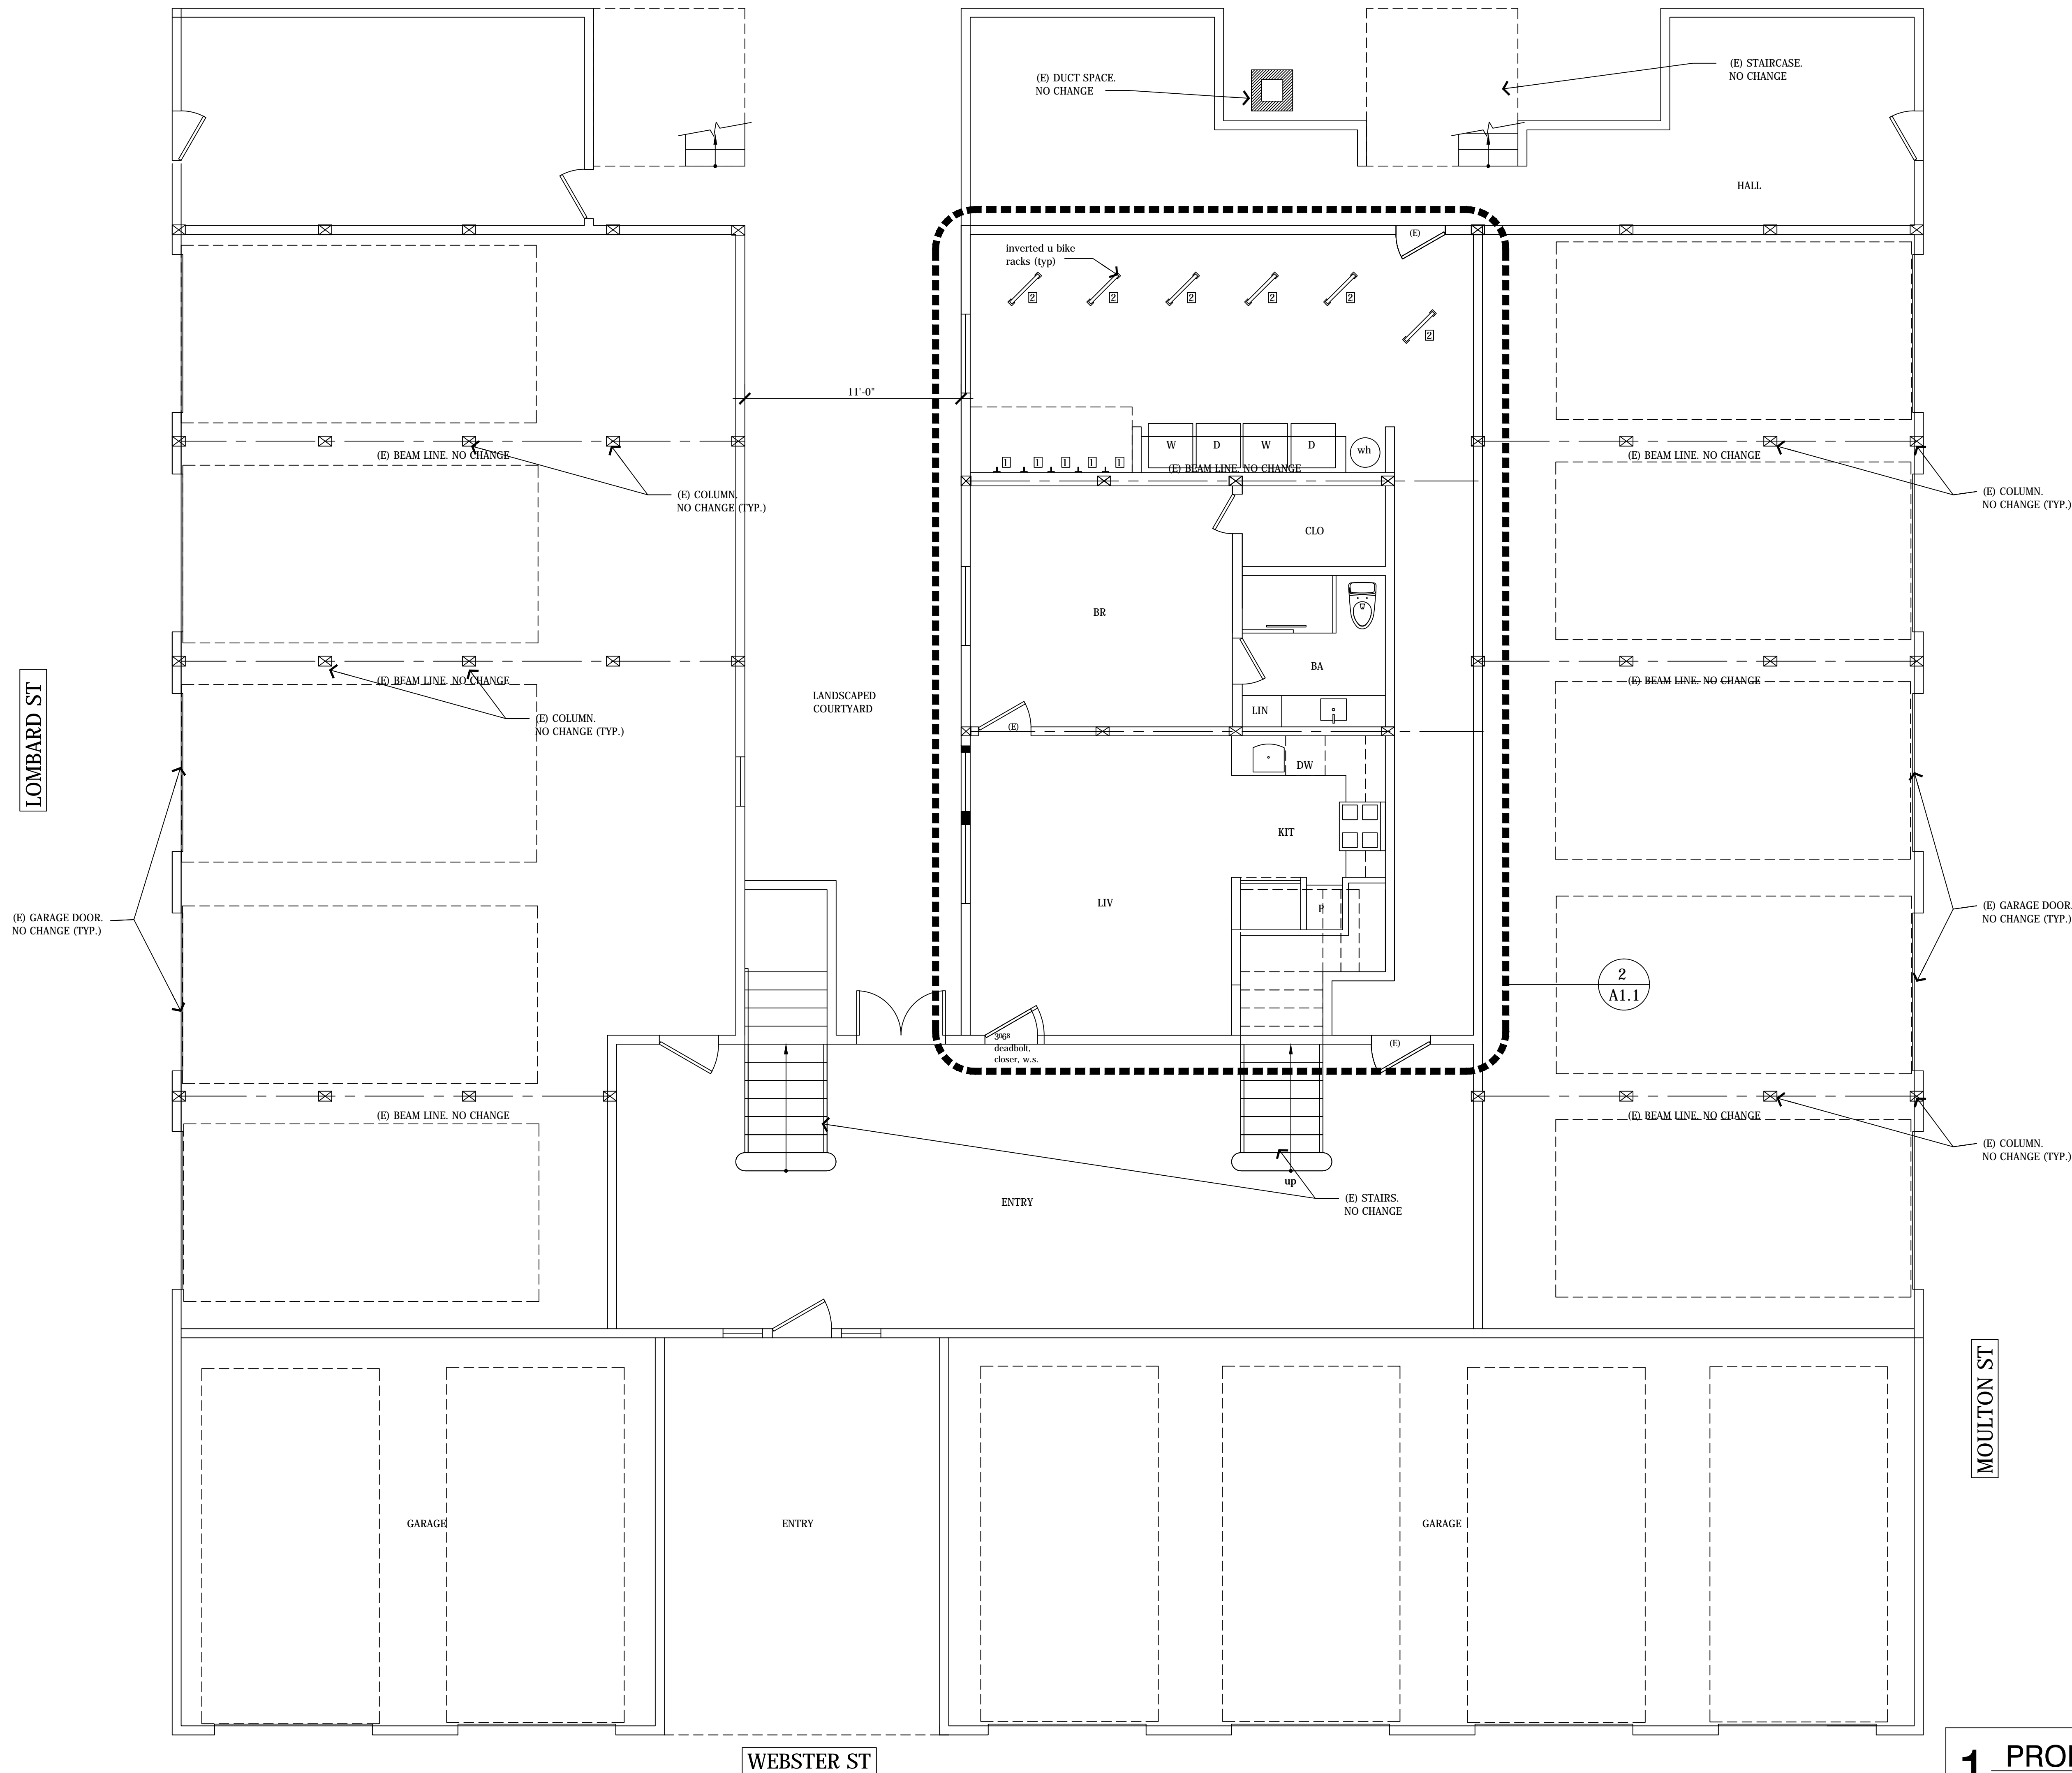 (E) DUCT SPACE.
NO CHANGE
(E) STAIRCASE.
NO CHANGE
HALL
(E)
inverted u bike
racks (typ)
2
2
2
2
2
2
11'-0"
W
D
W
D
wh
1
1
1
1
1
(E) BEAM LINE. NO CHANGE
(E) BEAM LINE. NO CHANGE
(E) BEAM LINE. NO CHANGE
(E) COLUMN.
NO CHANGE (TYP.)
(E) COLUMN.
NO CHANGE (TYP.)
CLO
BR
BA
LIN
LANDSCAPED
COURTYARD
(E) BEAM LINE. NO CHANGE
(E) BEAM LINE. NO CHANGE
(E) COLUMN.
NO CHANGE (TYP.)
LOMBARD ST
(E)
DW
KIT
LIV
P
(E) GARAGE DOOR.
NO CHANGE (TYP.)
(E) GARAGE DOOR.
NO CHANGE (TYP.)
2
A1.1
deadbolt,
closer, w.s.
(E)
(E) BEAM LINE. NO CHANGE
(E) BEAM LINE. NO CHANGE
(E) COLUMN.
NO CHANGE (TYP.)
up
(E) STAIRS.
NO CHANGE
ENTRY
MOULTON ST
GARAGE
ENTRY
GARAGE
WEBSTER ST
1